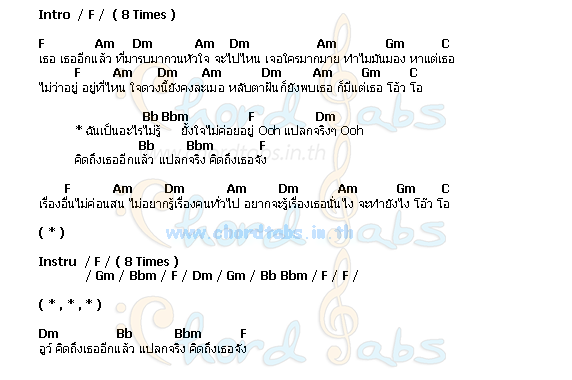 Intro / F / ( 8 Times )
F Am Dm Am Dm Am Gm C
เธอ เธออีกแล้ว ที่มารบมากวนหัวใจ จะไปไหน เจอใครมากมาย ทำไมมันมอง หาแต่เธอ
F Am Dm Am Dm Am Gm C
ไม่ว่าอยู่ อยู่ที่ไหน ใจดวงนี้ยังคงละเมอ หลับตาฝันก็ยังพบเธอ ก็มีแต่เธอ โอ้ว โอ
Bb Bbm F Dm
* ฉันเป็นอะไรไม่รู้ ยั้งใจไม่ค่อยอยู่ Ooh แปลกจริงๆ Ooh
Bb Bbm F
คิดถึงเธออีกแล้ว แปลกจริง คิดถึงเธอจัง
F Am Dm Am Dm Am Gm C
เรื่องอื่นไม่ค่อยสน ไม่อยากรู้เรื่องคนทั่วไป อยากจะรู้เรื่องเธอนั่นไง จะทำยังไง โอ้ว โอ
( * )
www.chordtabs.in.th
Instru / F / ( 8 Times )
/ Gm / Bbm / F / Dm / Gm / Bb Bbm / F / F /
( * , * , * )
Dm Bb Bbm F
อูว์ คิดถึงเธออีกแล้ว แปลกจริง คิดถึงเธอจัง
Chord Tabs